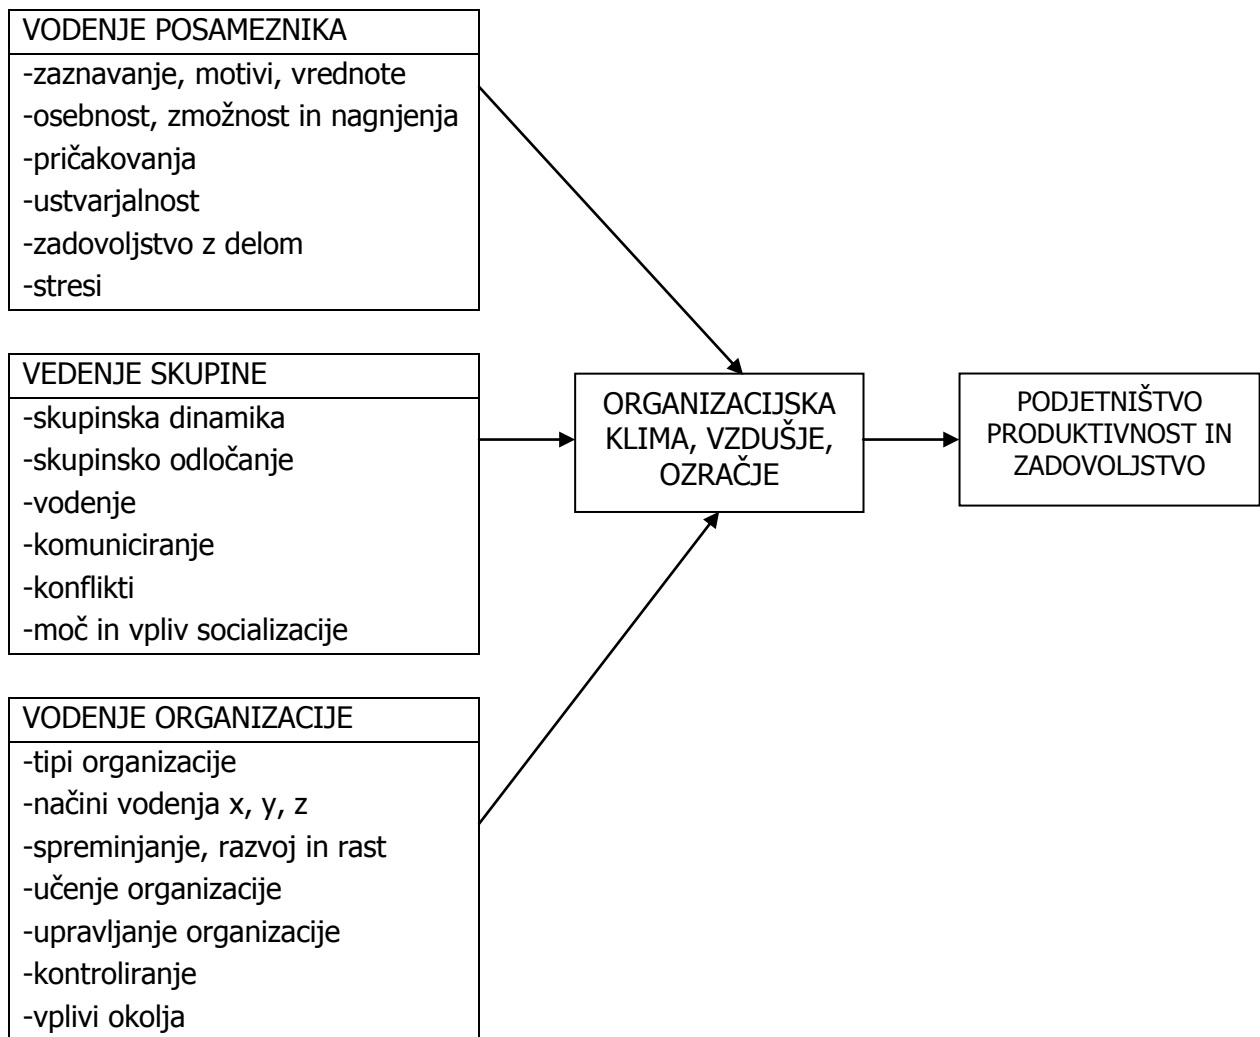 VODENJE POSAMEZNIKA
-zaznavanje, motivi, vrednote
-osebnost, zmožnost in nagnjenja
-pričakovanja
-ustvarjalnost
-zadovoljstvo z delom
-stresi
VEDENJE SKUPINE
-skupinska dinamika
-skupinsko odločanje
-vodenje
-komuniciranje
-konflikti
-moč in vpliv socializacije
VODENJE ORGANIZACIJE
-tipi organizacije
-načini vodenja x, y, z
-spreminjanje, razvoj in rast
-učenje organizacije
-upravljanje organizacije
-kontroliranje
-vplivi okolja
ORGANIZACIJSKA
KLIMA, VZDUŠJE,
OZRAČJE
PODJETNIŠTVO
PRODUKTIVNOST IN
ZADOVOLJSTVO